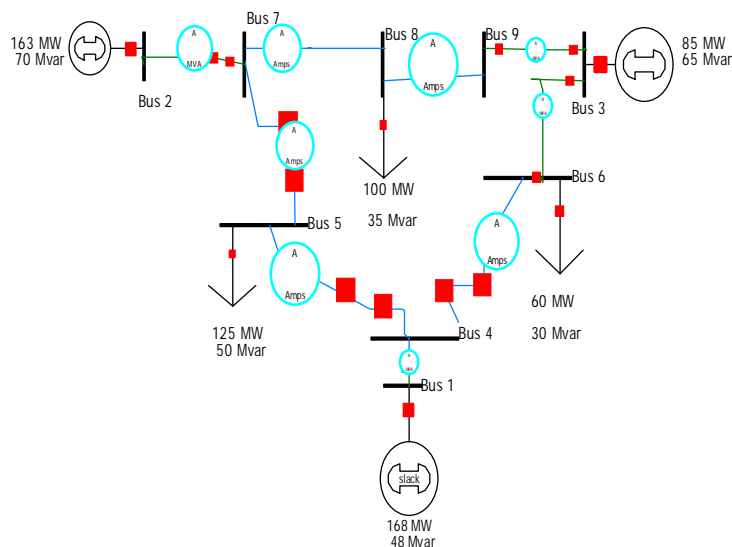 Bus 7
A
163 MW
70 Mvar
MVA
Amps
Bus 2
Bus 8
A
Amps
Bus 9
A
85 MW
65 Mvar
Bus 3
A
A
Amps
100 MW
35 Mvar
Bus 6
Bus 5
A
Amps
A
Amps
125 MW
50 Mvar
60 MW
30 Mvar
Bus 4
A
Bus 1
slack
168 MW
48 Mvar